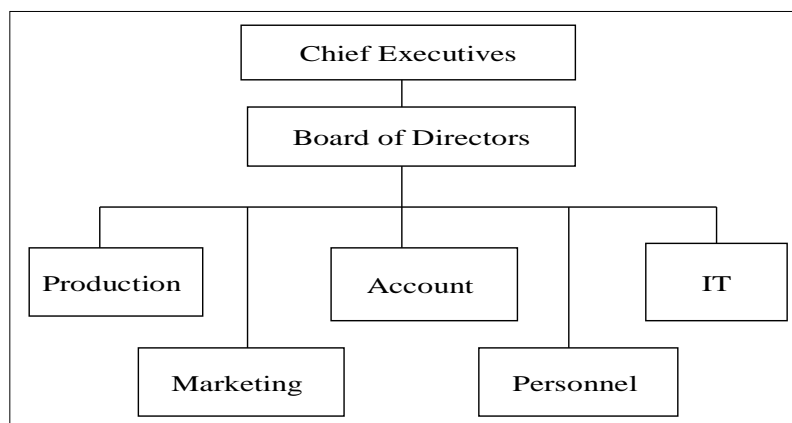 Chief Executives
Board of Directors
Production
Account
IT
Marketing
Personnel